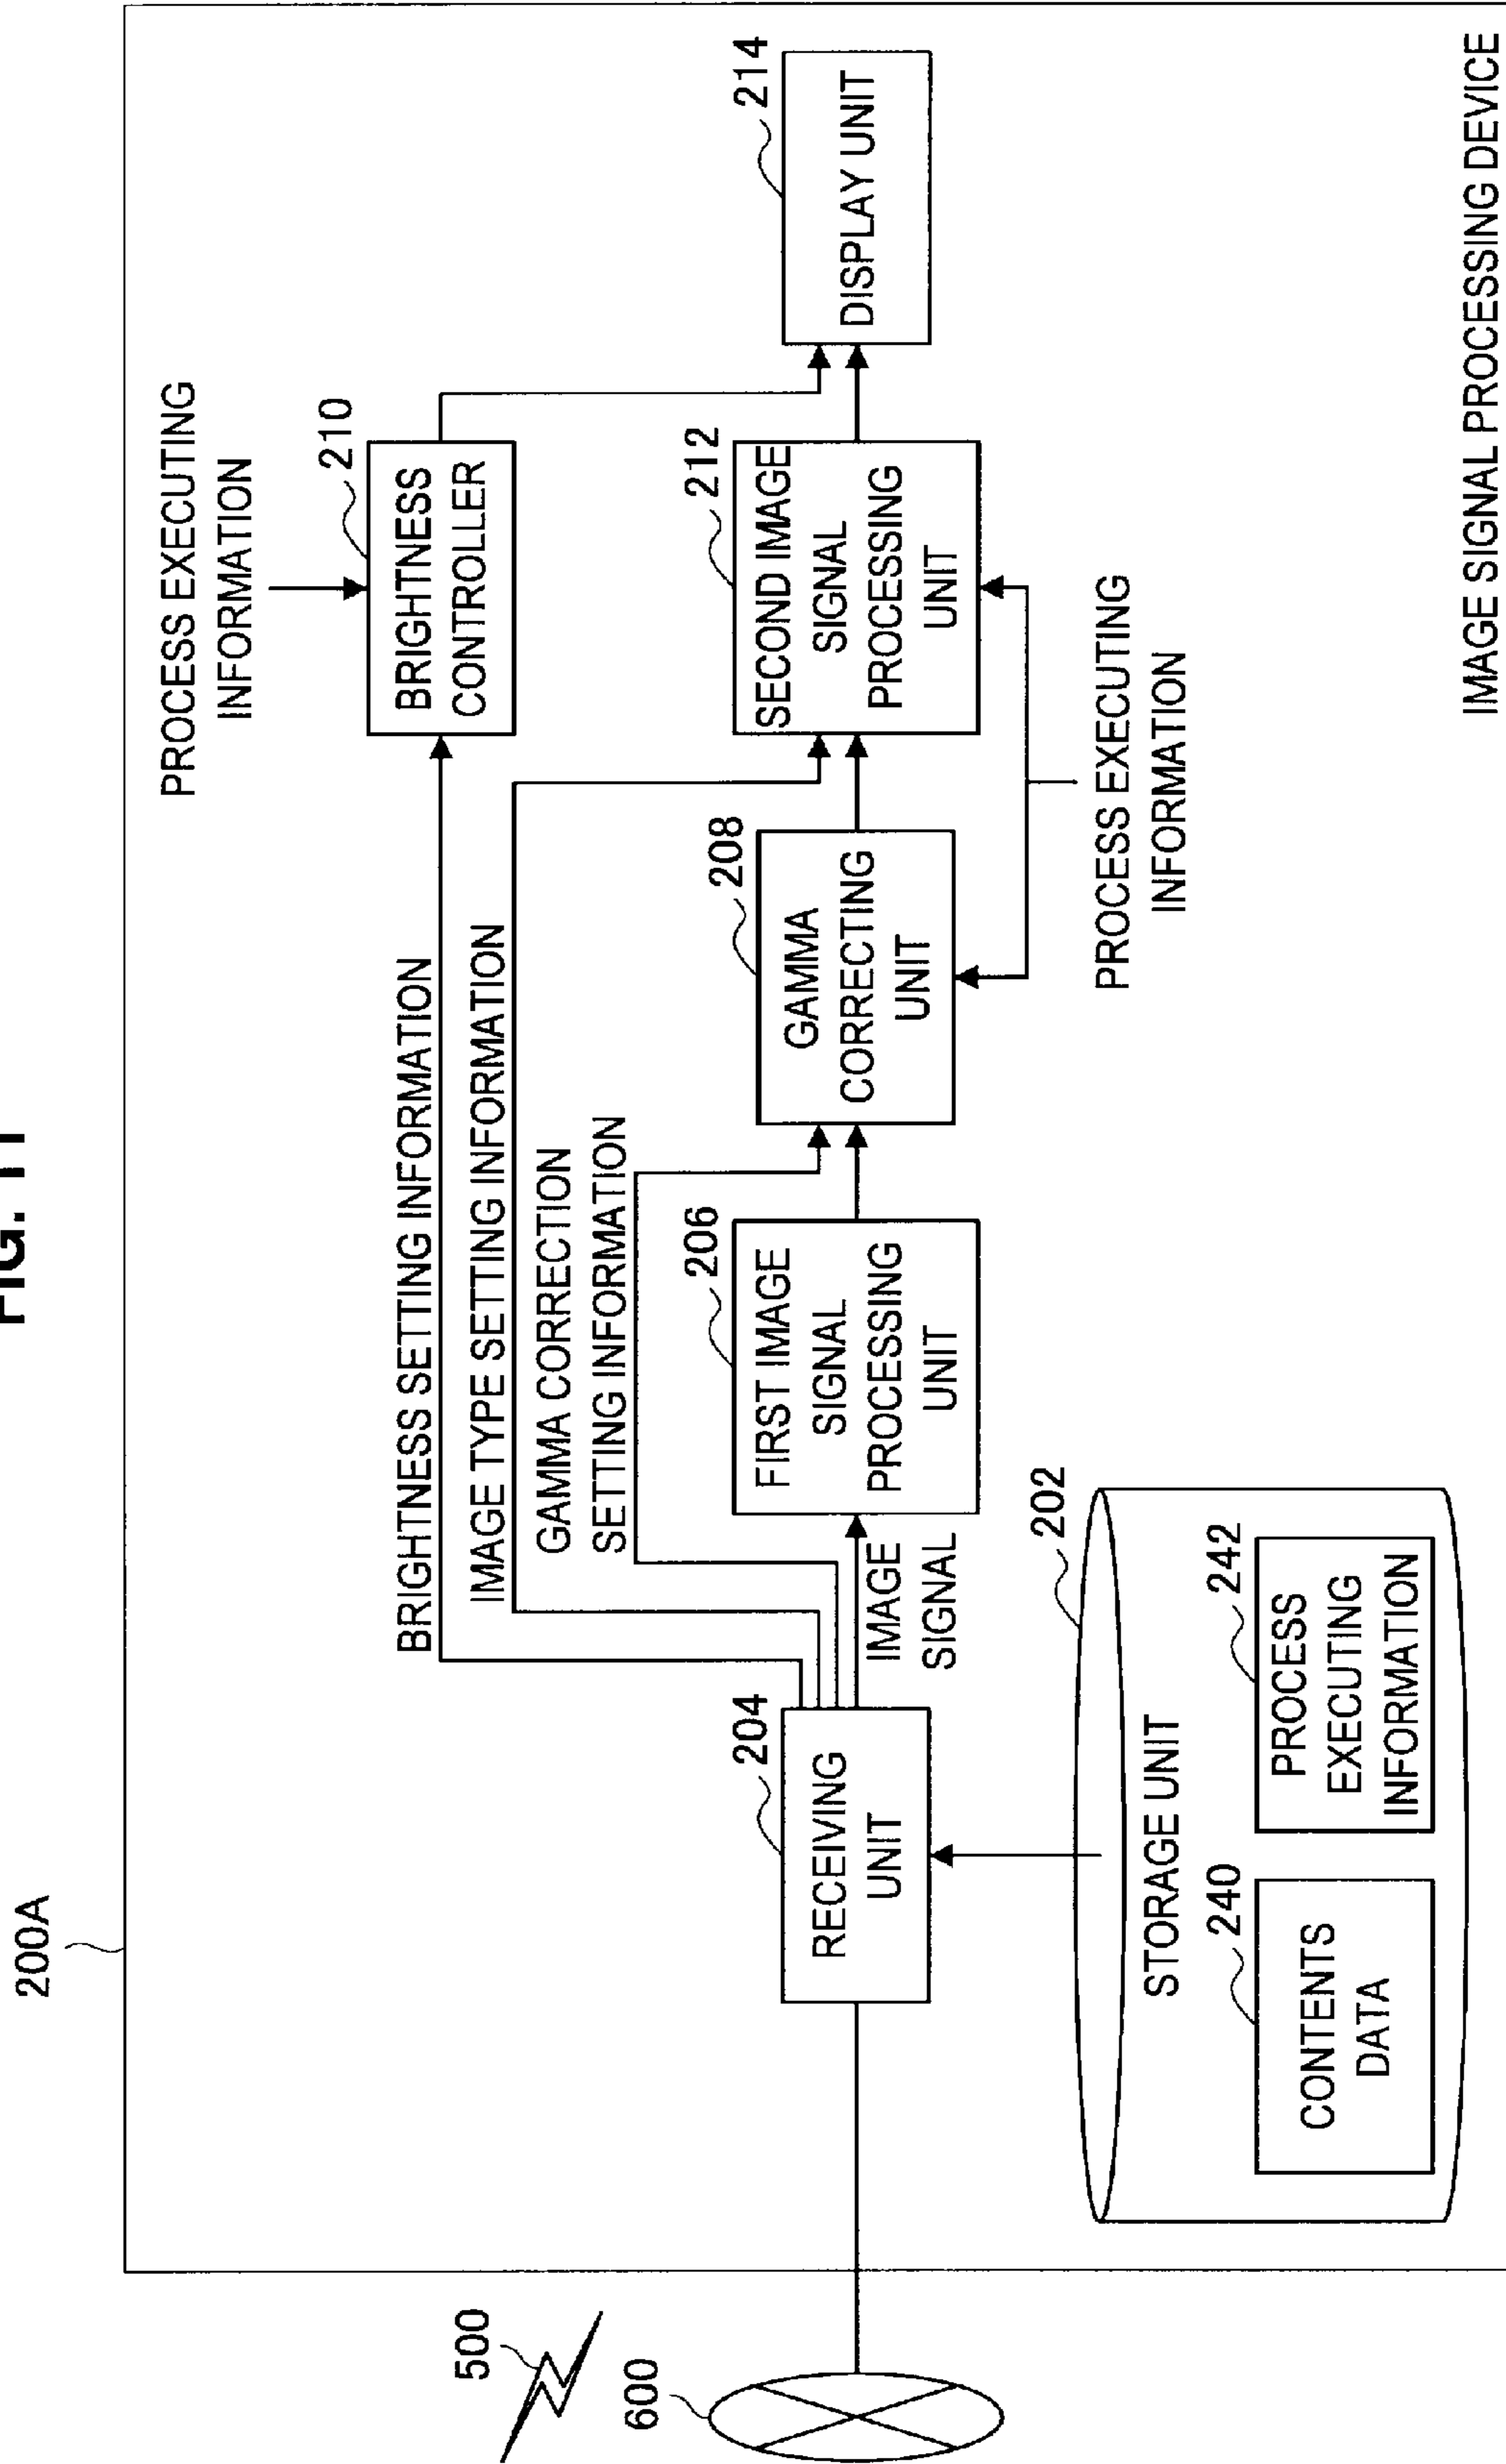 FIG. 11
200A
500
600
PROCESS EXECUTING
INFORMATION
210
BRIGHTNESS
CONTROLLER
BRIGHTNESS SETTING INFORMATION
IMAGE TYPE SETTING INFORMATION
GAMMA CORRECTION
SETTING INFORMATION
204
RECEIVING
UNIT
IMAGE
SIGNAL
206
FIRST IMAGE
SIGNAL
PROCESSING
UNIT
208
GAMMA
CORRECTING
UNIT
212
SECOND IMAGE
SIGNAL
PROCESSING
UNIT
214
DISPLAY UNIT
PROCESS EXECUTING
INFORMATION
202
STORAGE UNIT
240
CONTENTS
DATA
242
PROCESS
EXECUTING
INFORMATION
IMAGE SIGNAL PROCESSING DEVICE